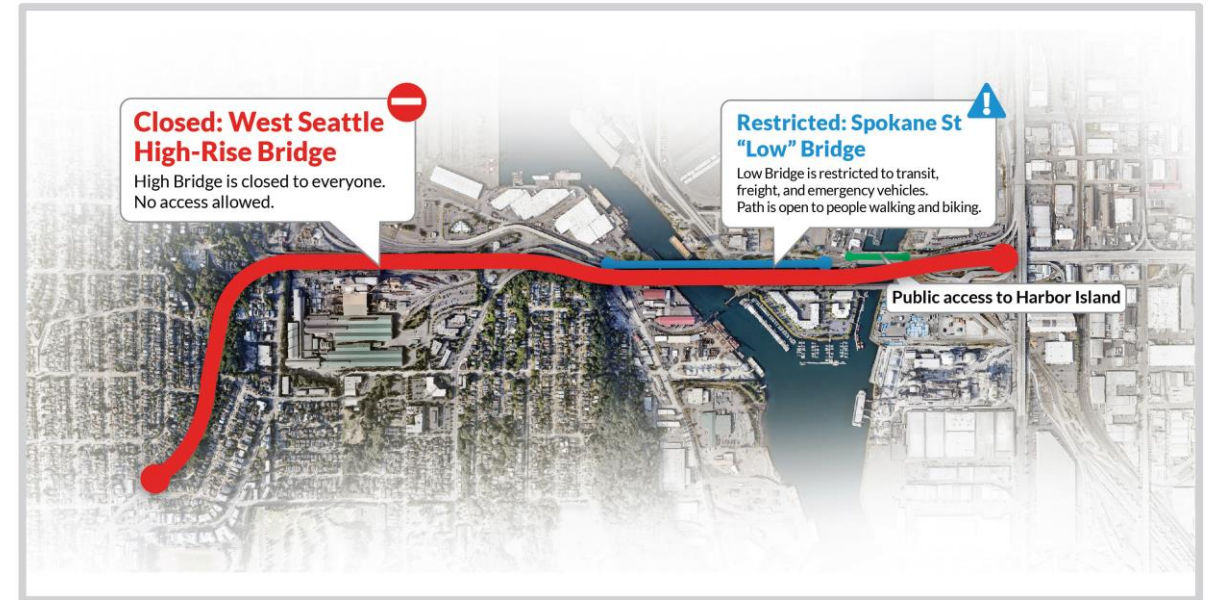 Closed: West Seattle
High-Rise Bridge
High Bridge is closed to everyone.
No access allowed.
Restricted: Spokane St
“Low” Bridge
Low Bridge is restricted to transit,
freight, and emergency vehicles.
Path is open to people walking and biking.
Public access to Harbor Island